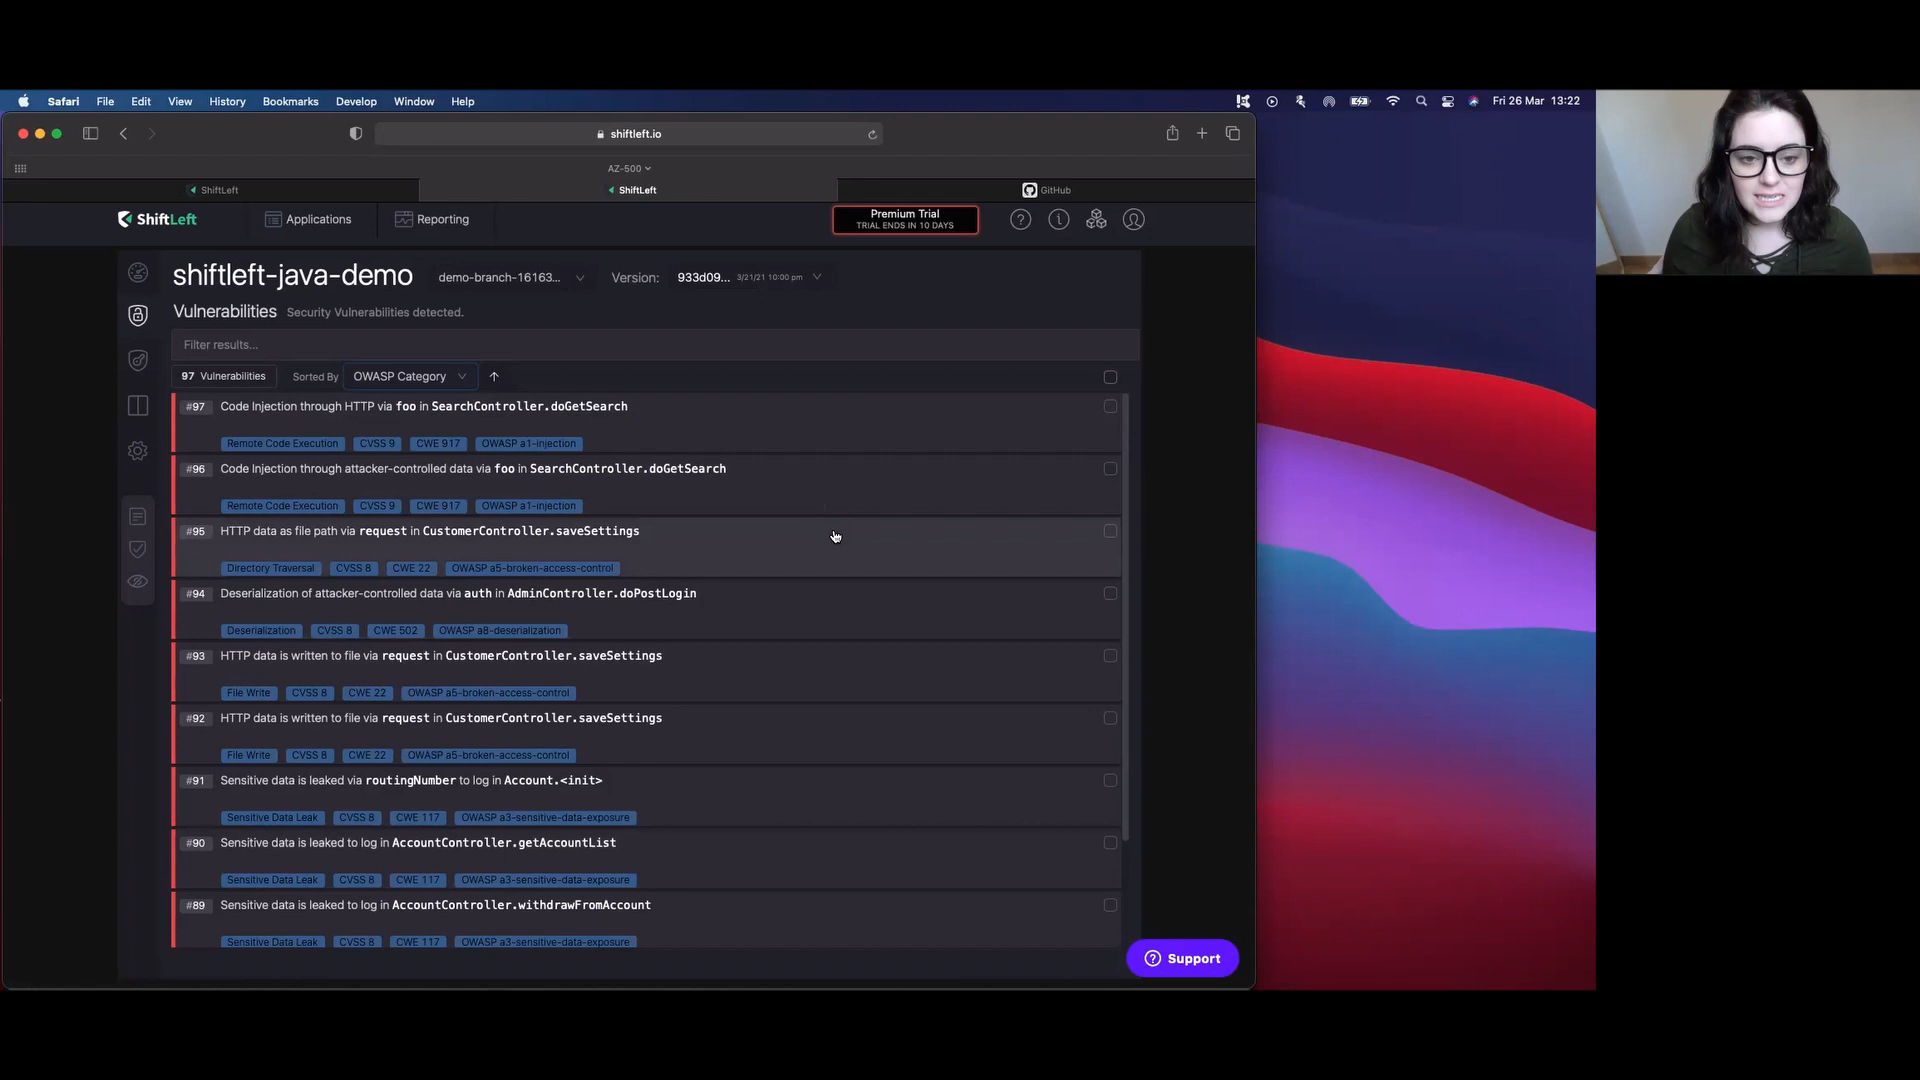 Safari File Edit View History Bookmarks Develop Window Help
Fri 26 Mar 13:22
shiftleft.io
AZ-500
ShiftLeft
ShiftLeft
GitHub
ShiftLeft
Applications
Reporting
Premium Trial
TRIAL ENDS IN 10 DAYS
shiftleft-java-demo
demo-branch-16163...
Version: 933d09... 3/21/21 10:00 pm
Vulnerabilities Security Vulnerabilities detected.
Filter results...
97 Vulnerabilities Sorted By OWASP Category
#97 Code Injection through HTTP via foo in SearchController.doGetSearch
Remote Code Execution CVSS 9 CWE 917 OWASP a1-injection
#96 Code Injection through attacker-controlled data via foo in SearchController.doGetSearch
Remote Code Execution CVSS 9 CWE 917 OWASP a1-injection
#95 HTTP data as file path via request in CustomerController.saveSettings
Directory Traversal CVSS 8 CWE 22 OWASP a5-broken-access-control
#94 Deserialization of attacker-controlled data via auth in AdminController.doPostLogin
Deserialization CVSS 8 CWE 502 OWASP a8-deserialization
#93 HTTP data is written to file via request in CustomerController.saveSettings
File Write CVSS 8 CWE 22 OWASP a5-broken-access-control
#92 HTTP data is written to file via request in CustomerController.saveSettings
File Write CVSS 8 CWE 22 OWASP a5-broken-access-control
#91 Sensitive data is leaked via routingNumber to log in Account.<init>
Sensitive Data Leak CVSS 8 CWE 117 OWASP a3-sensitive-data-exposure
#90 Sensitive data is leaked to log in AccountController.getAccountList
Sensitive Data Leak CVSS 8 CWE 117 OWASP a3-sensitive-data-exposure
#89 Sensitive data is leaked to log in AccountController.withdrawFromAccount
Sensitive Data Leak CVSS 8 CWE 117 OWASP a3-sensitive-data-exposure
Support